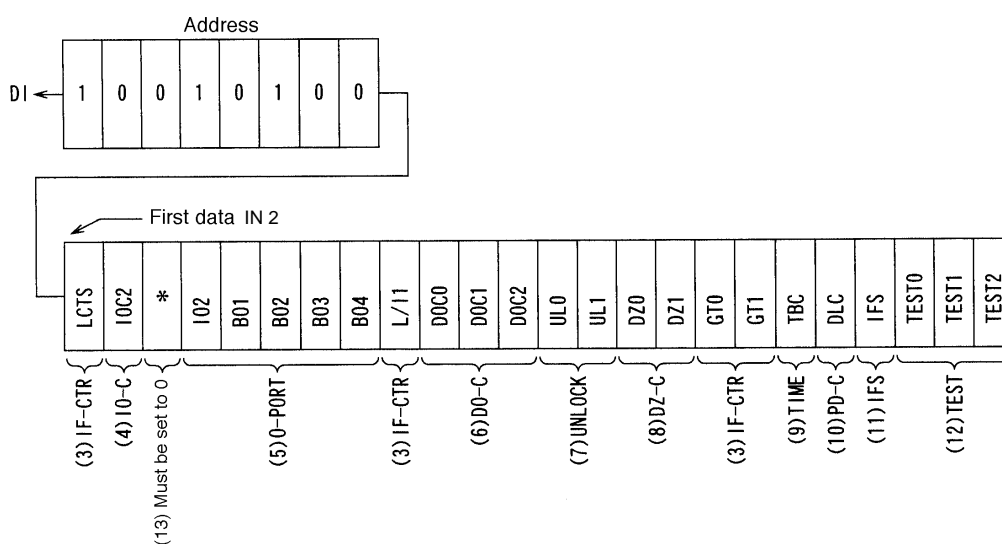 Address
DI
1 0 0 1 0 1 0 0
First data IN 2
LCTS IOC2 * IO2 BO1 BO2 BO3 BO4 L/I1 DOC0 DOC1 DOC2 UL0 UL1 DZ0 DZ1 GT0 GT1 TBC DLC IFS TEST0 TEST1 TEST2
(3)IF-CTR
(4)IO-C
(13) Must be set to 0
(5)O-PORT
(3)IF-CTR
(6)DO-C
(7)UNLOCK
(8)DZ-C
(3)IF-CTR
(9)TIME
(10)PD-C
(11)IFS
(12)TEST